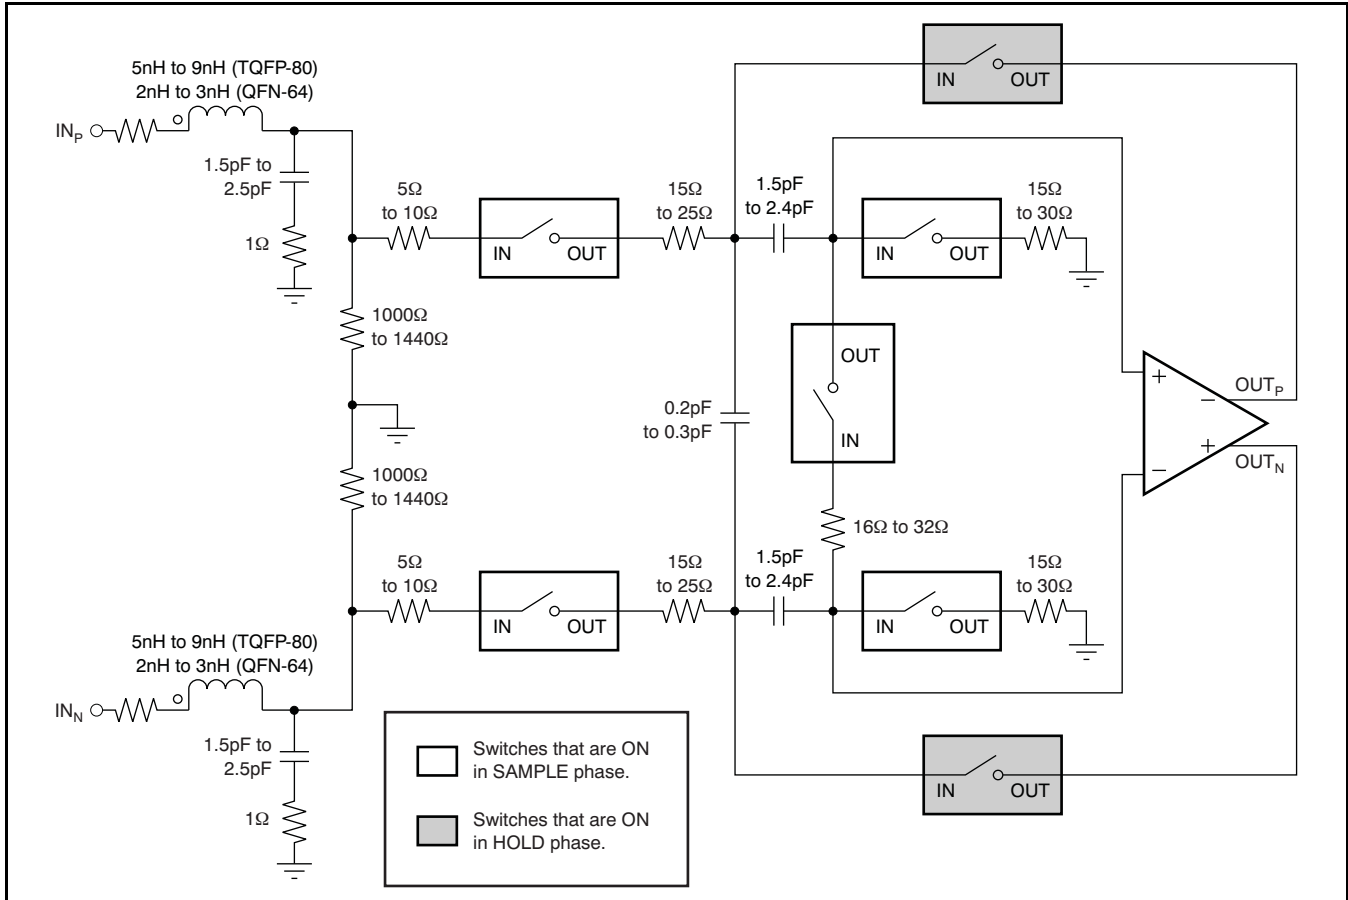 IN OUT
5nH to 9nH (TQFP-80)
2nH to 3nH (QFN-64)
INP
1.5pF to
2.5pF
1Ω
5Ω
to 10Ω
IN OUT
15Ω
to 25Ω
1.5pF
to 2.4pF
IN OUT
15Ω
to 30Ω
1000Ω
to 1440Ω
OUT
IN
0.2pF
to 0.3pF
+
−
−
+
OUTP
OUTN
1000Ω
to 1440Ω
16Ω to 32Ω
5Ω
to 10Ω
IN OUT
15Ω
to 25Ω
1.5pF
to 2.4pF
IN OUT
15Ω
to 30Ω
5nH to 9nH (TQFP-80)
2nH to 3nH (QFN-64)
INN
1.5pF to
2.5pF
1Ω
IN OUT
Switches that are ON
in SAMPLE phase.
Switches that are ON
in HOLD phase.